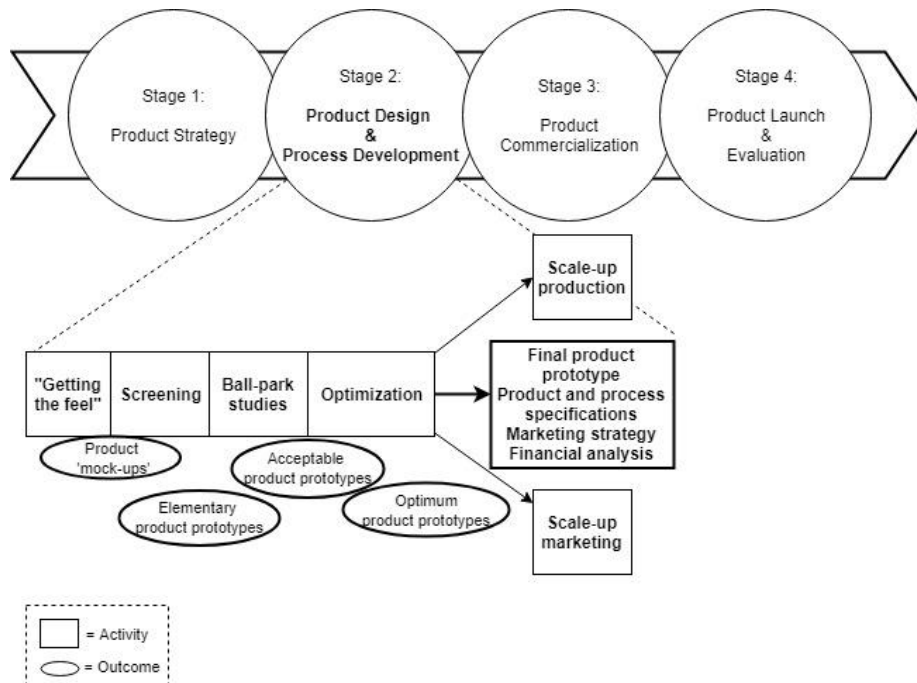 Stage 1:
Product Strategy
Stage 2:
Product Design
&
Process Development
Stage 3:
Product
Commercialization
Stage 4:
Product Launch
&
Evaluation
Scale-up
production
"Getting
the feel"
Screening
Ball-park
studies
Optimization
Final product
prototype
Product and process
specifications
Marketing strategy
Financial analysis
Product
'mock-ups'
Elementary
product prototypes
Acceptable
product prototypes
Optimum
product prototypes
Scale-up
marketing
= Activity
= Outcome